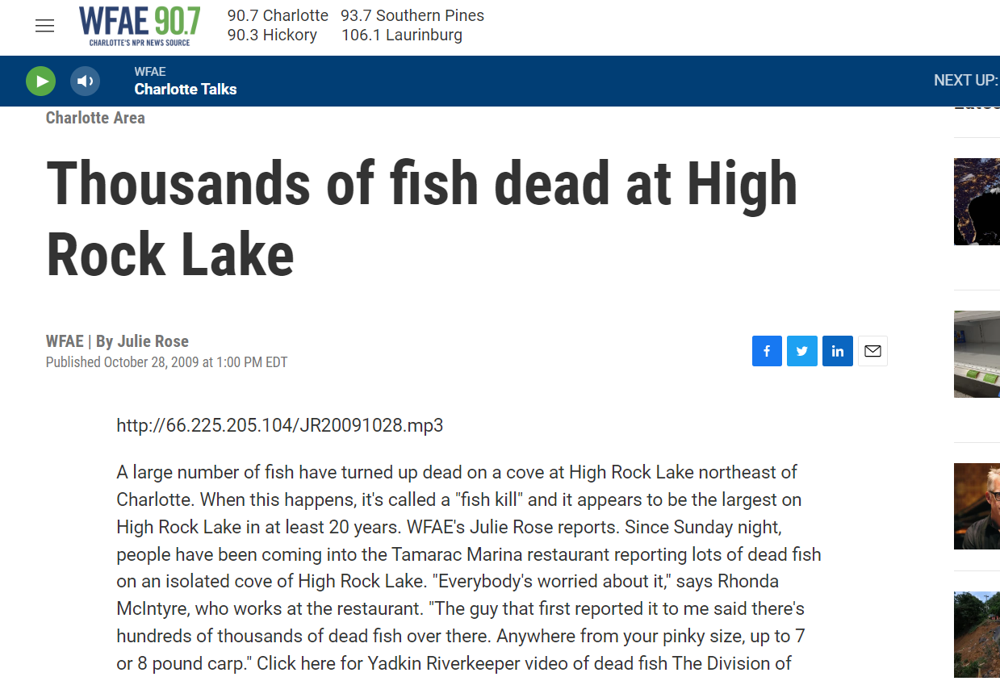 WFAE 90.7
CHARLOTTE'S NPR NEWS SOURCE
90.7 Charlotte 93.7 Southern Pines
90.3 Hickory 106.1 Laurinburg
WFAE
Charlotte Talks
NEXT UP:
Charlotte Area
Thousands of fish dead at High
Rock Lake
WFAE | By Julie Rose
Published October 28, 2009 at 1:00 PM EDT
f
in
http://66.225.205.104/JR20091028.mp3
A large number of fish have turned up dead on a cove at High Rock Lake northeast of
Charlotte. When this happens, it's called a "fish kill" and it appears to be the largest on
High Rock Lake in at least 20 years. WFAE's Julie Rose reports. Since Sunday night,
people have been coming into the Tamarac Marina restaurant reporting lots of dead fish
on an isolated cove of High Rock Lake. "Everybody's worried about it," says Rhonda
McIntyre, who works at the restaurant. "The guy that first reported it to me said there's
hundreds of thousands of dead fish over there. Anywhere from your pinky size, up to 7
or 8 pound carp." Click here for Yadkin Riverkeeper video of dead fish The Division of